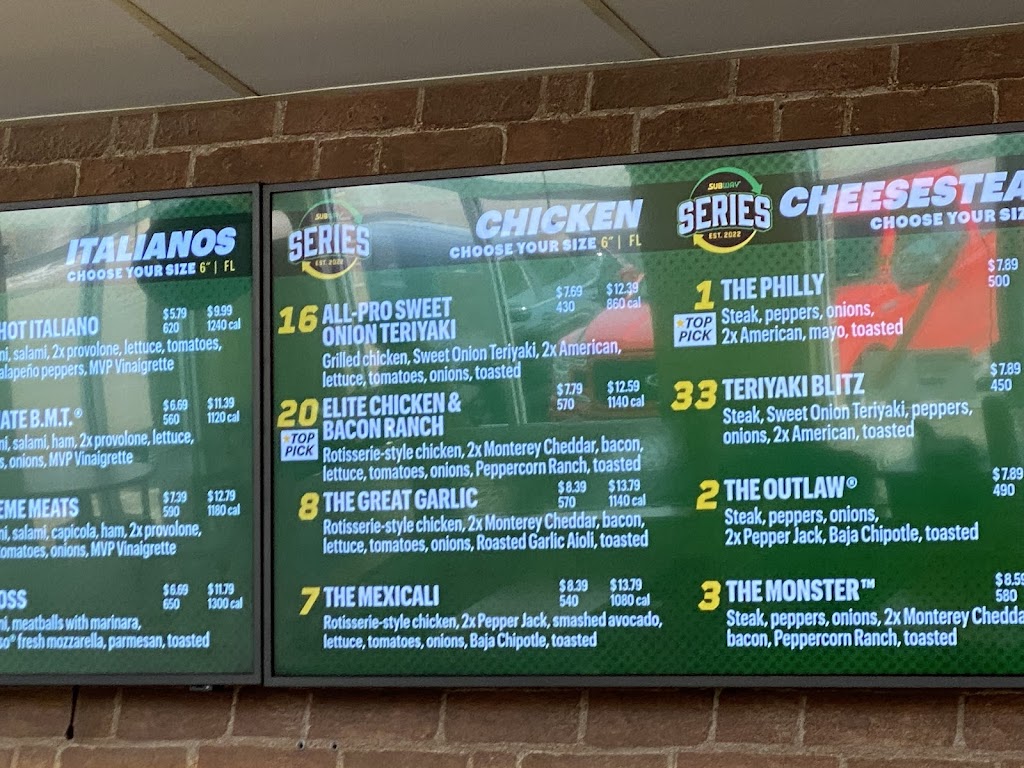 ITALIANOS
CHOOSE YOUR SIZE 6" | FL
HOT ITALIANO $5.79 $9.99
620 1240 cal
salami, 2x provolone, lettuce, tomatoes,
jalapeño peppers, MVP Vinaigrette
B.M.T.® $6.69 $11.39
560 1120 cal
salami, ham, 2x provolone, lettuce,
onions, MVP Vinaigrette
MEATS $7.39 $12.79
590 1180 cal
salami, capicola, ham, 2x provolone,
tomatoes, onions, MVP Vinaigrette
OSS $6.69 $11.79
650 1300 cal
meatballs with marinara,
fresh mozzarella, parmesan, toasted
SUBWAY
SERIES
EST. 2022
CHICKEN
CHOOSE YOUR SIZE 6" | FL
16 ALL-PRO SWEET $7.69 $12.39
ONION TERIYAKI 430 860 cal
Grilled chicken, Sweet Onion Teriyaki, 2x American,
lettuce, tomatoes, onions, toasted
20 ELITE CHICKEN & $7.79 $12.59
BACON RANCH 570 1140 cal
TOP
PICK
Rotisserie-style chicken, 2x Monterey Cheddar, bacon,
lettuce, tomatoes, onions, Peppercorn Ranch, toasted
8 THE GREAT GARLIC $8.39 $13.79
570 1140 cal
Rotisserie-style chicken, 2x Monterey Cheddar, bacon,
lettuce, tomatoes, onions, Roasted Garlic Aioli, toasted
7 THE MEXICALI $8.39 $13.79
540 1080 cal
Rotisserie-style chicken, 2x Pepper Jack, smashed avocado,
lettuce, tomatoes, onions, Baja Chipotle, toasted
SUBWAY
SERIES
EST. 2022
CHEESESTEA
CHOOSE YOUR SIZ
1 THE PHILLY $7.89
500
TOP
PICK
Steak, peppers, onions,
2x American, mayo, toasted
33 TERIYAKI BLITZ $7.89
450
Steak, Sweet Onion Teriyaki, peppers,
onions, 2x American, toasted
2 THE OUTLAW® $7.89
490
Steak, peppers, onions,
2x Pepper Jack, Baja Chipotle, toasted
3 THE MONSTER™ $8.59
580
Steak, peppers, onions, 2x Monterey Chedda
bacon, Peppercorn Ranch, toasted